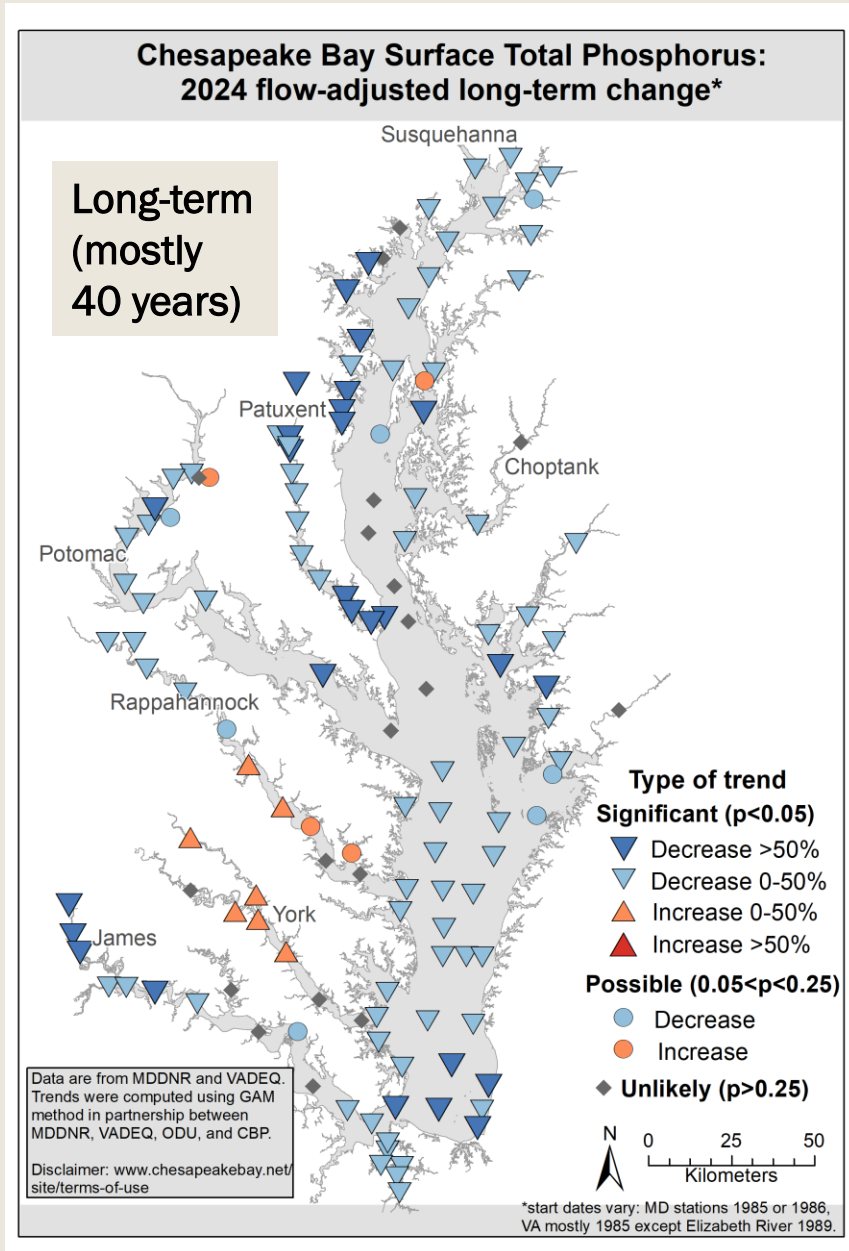 Chesapeake Bay Surface Total Phosphorus:
2024 flow-adjusted long-term change*
Susquehanna
Long-term
(mostly
40 years)
Patuxent
Choptank
Potomac
Rappahannock
York
James
Type of trend
Significant (p<0.05)
Decrease >50%
Decrease 0-50%
Increase 0-50%
Increase >50%
Possible (0.05<p<0.25)
Decrease
Increase
Unlikely (p>0.25)
Data are from MDDNR and VADEQ.
Trends were computed using GAM
method in partnership between
MDDNR, VADEQ, ODU, and CBP.
Disclaimer: www.chesapeakebay.net/
site/terms-of-use
N
0 25 50
Kilometers
*start dates vary: MD stations 1985 or 1986,
VA mostly 1985 except Elizabeth River 1989.